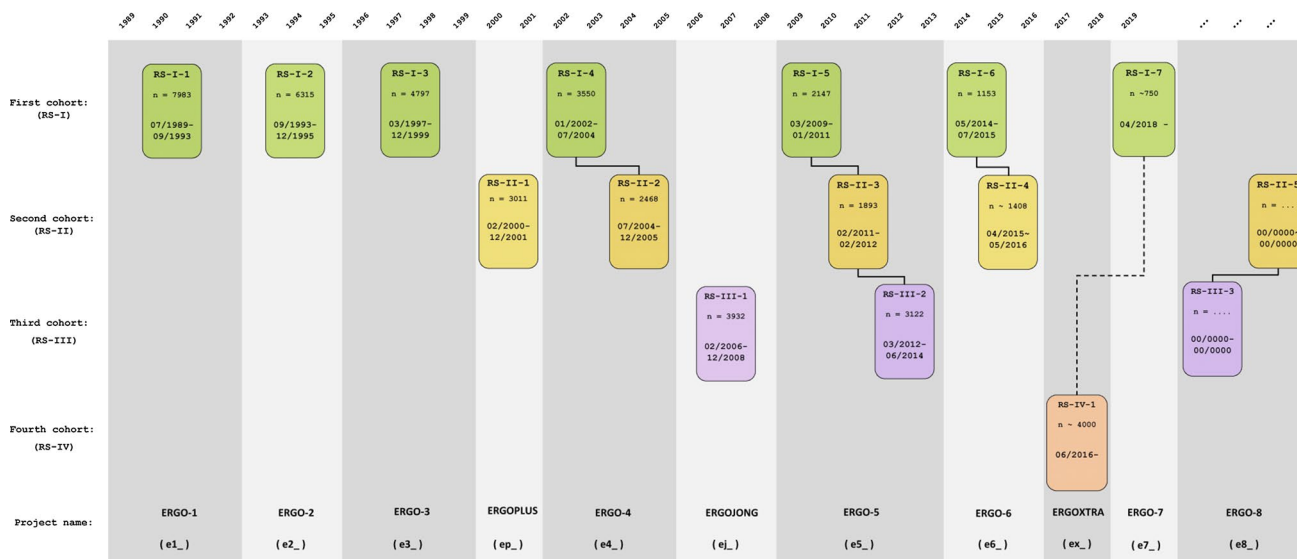 1989 1990 1991 1992 1993 1994 1995 1996 1997 1998 1999 2000 2001 2002 2003 2004 2005 2006 2007 2008 2009 2010 2011 2012 2013 2014 2015 2016 2017 2018 2019 ... ... ...
First cohort:
(RS-I)
RS-I-1
n = 7983
07/1989-
09/1993
RS-I-2
n = 6315
09/1993-
12/1995
RS-I-3
n = 4797
03/1997-
12/1999
RS-I-4
n = 3550
01/2002-
07/2004
RS-I-5
n = 2147
03/2009-
01/2011
RS-I-6
n = 1153
05/2014-
07/2015
RS-I-7
n ~750
04/2018 -
Second cohort:
(RS-II)
RS-II-1
n = 3011
02/2000-
12/2001
RS-II-2
n = 2468
07/2004-
12/2005
RS-II-3
n = 1893
02/2011-
02/2012
RS-II-4
n ~ 1408
04/2015~
05/2016
RS-II-5
n = ...
00/0000-
00/0000
Third cohort:
(RS-III)
RS-III-1
n = 3932
02/2006-
12/2008
RS-III-2
n = 3122
03/2012-
06/2014
RS-III-3
n = ....
00/0000-
00/0000
Fourth cohort:
(RS-IV)
RS-IV-1
n ~ 4000
06/2016-
Project name:
ERGO-1
( e1_ )
ERGO-2
( e2_ )
ERGO-3
( e3_ )
ERGOPLUS
( ep_ )
ERGO-4
( e4_ )
ERGOJONG
( ej_ )
ERGO-5
( e5_ )
ERGO-6
( e6_ )
ERGOXTRA
( ex_ )
ERGO-7
( e7_ )
ERGO-8
( e8_ )